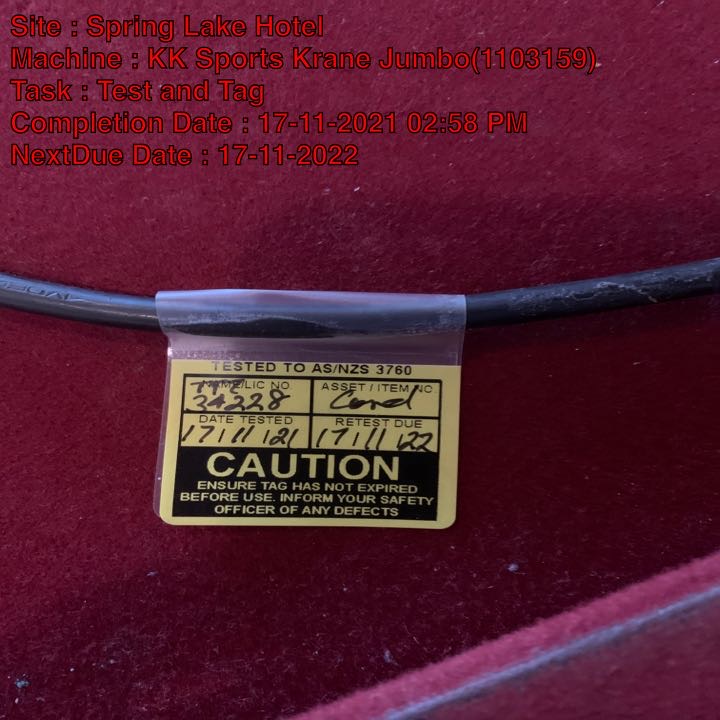 Site : Spring Lake Hotel
Machine : KK Sports Krane Jumbo(1103159)
Task : Test and Tag
Completion Date : 17-11-2021 02:58 PM
NextDue Date : 17-11-2022
TESTED TO AS/NZS 3760
NAME/LIC NO ASSET / ITEM NO
34228 Cord
DATE TESTED RETEST DUE
17/11/21 17/11/22
CAUTION
ENSURE TAG HAS NOT EXPIRED
BEFORE USE. INFORM YOUR SAFETY
OFFICER OF ANY DEFECTS